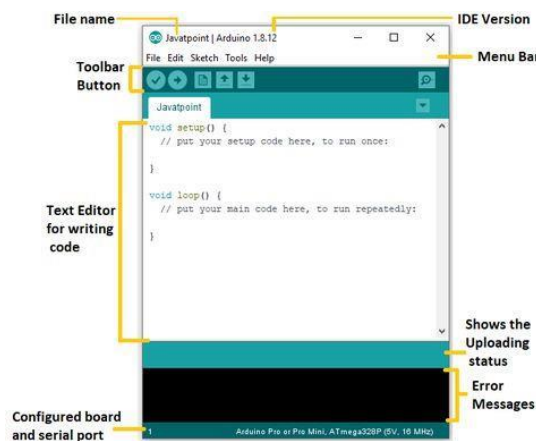 File name
IDE Version
Javatpoint | Arduino 1.8.12
File Edit Sketch Tools Help
Menu Bar
Toolbar
Button
Javatpoint
void setup() {
// put your setup code here, to run once:
}
void loop() {
// put your main code here, to run repeatedly:
}
Text Editor
for writing
code
Shows the
Uploading
status
Error
Messages
Configured board
and serial port
1
Arduino Pro or Pro Mini, ATmega328P (5V, 16 MHz)